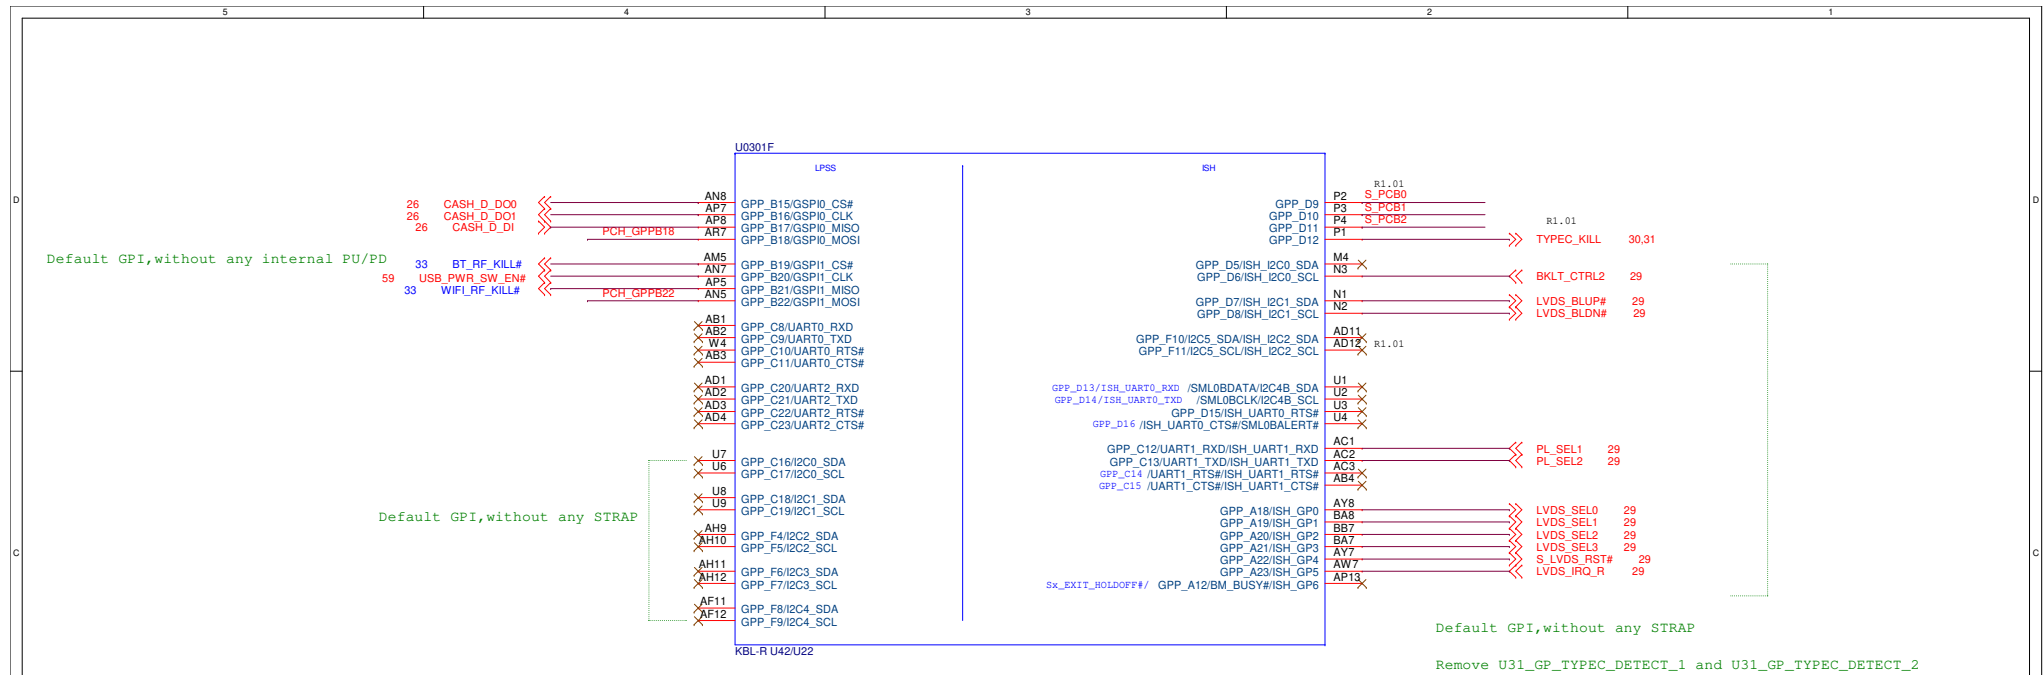 5 4 3 2 1
U0301F
LPSS ISH
D D
R1.01
26 CASH_D_DO0 AN8 GPP_B15/GSPI0_CS# GPP_D9 P2 S_PCB0
26 CASH_D_DO1 AP7 GPP_B16/GSPI0_CLK GPP_D10 P3 S_PCB1
26 CASH_D_DI AP8 GPP_B17/GSPI0_MISO GPP_D11 P4 S_PCB2 R1.01
PCH_GPPB18 AR7 GPP_B18/GSPI0_MOSI GPP_D12 P1 TYPEC_KILL 30,31
Default GPI,without any internal PU/PD
33 BT_RF_KILL# AM5 GPP_B19/GSPI1_CS# GPP_D5/ISH_I2C0_SDA M4
59 USB_PWR_SW_EN# AN7 GPP_B20/GSPI1_CLK GPP_D6/ISH_I2C0_SCL N3 BKLT_CTRL2 29
33 WIFI_RF_KILL# AP5 GPP_B21/GSPI1_MISO
PCH_GPPB22 AN5 GPP_B22/GSPI1_MOSI GPP_D7/ISH_I2C1_SDA N1 LVDS_BLUP# 29
GPP_D8/ISH_I2C1_SCL N2 LVDS_BLDN# 29
AB1 GPP_C8/UART0_RXD
AB2 GPP_C9/UART0_TXD GPP_F10/I2C5_SDA/ISH_I2C2_SDA AD11
W4 GPP_C10/UART0_RTS# GPP_F11/I2C5_SCL/ISH_I2C2_SCL AD12 R1.01
AB3 GPP_C11/UART0_CTS#
AD1 GPP_C20/UART2_RXD GPP_D13/ISH_UART0_RXD /SML0BDATA/I2C4B_SDA U1
AD2 GPP_C21/UART2_TXD GPP_D14/ISH_UART0_TXD /SML0BCLK/I2C4B_SCL U2
AD3 GPP_C22/UART2_RTS# GPP_D15/ISH_UART0_RTS# U3
AD4 GPP_C23/UART2_CTS# GPP_D16 /ISH_UART0_CTS#/SML0BALERT# U4
GPP_C12/UART1_RXD/ISH_UART1_RXD AC1 PL_SEL1 29
U7 GPP_C16/I2C0_SDA GPP_C13/UART1_TXD/ISH_UART1_TXD AC2 PL_SEL2 29
U6 GPP_C17/I2C0_SCL GPP_C14 /UART1_RTS#/ISH_UART1_RTS# AC3
GPP_C15 /UART1_CTS#/ISH_UART1_CTS# AB4
U8 GPP_C18/I2C1_SDA
U9 GPP_C19/I2C1_SCL GPP_A18/ISH_GP0 AY8 LVDS_SEL0 29
Default GPI,without any STRAP
GPP_A19/ISH_GP1 BA8 LVDS_SEL1 29
AH9 GPP_F4/I2C2_SDA GPP_A20/ISH_GP2 BB7 LVDS_SEL2 29
AH10 GPP_F5/I2C2_SCL GPP_A21/ISH_GP3 BA7 LVDS_SEL3 29
C C
GPP_A22/ISH_GP4 AY7 S_LVDS_RST# 29
AH11 GPP_F6/I2C3_SDA GPP_A23/ISH_GP5 AW7 LVDS_IRQ_R 29
AH12 GPP_F7/I2C3_SCL Sx_EXIT_HOLDOFF#/ GPP_A12/BM_BUSY#/ISH_GP6 AP13
AF11 GPP_F8/I2C4_SDA
AF12 GPP_F9/I2C4_SCL
Default GPI,without any STRAP
KBL-R U42/U22
Remove U31_GP_TYPEC_DETECT_1 and U31_GP_TYPEC_DETECT_2